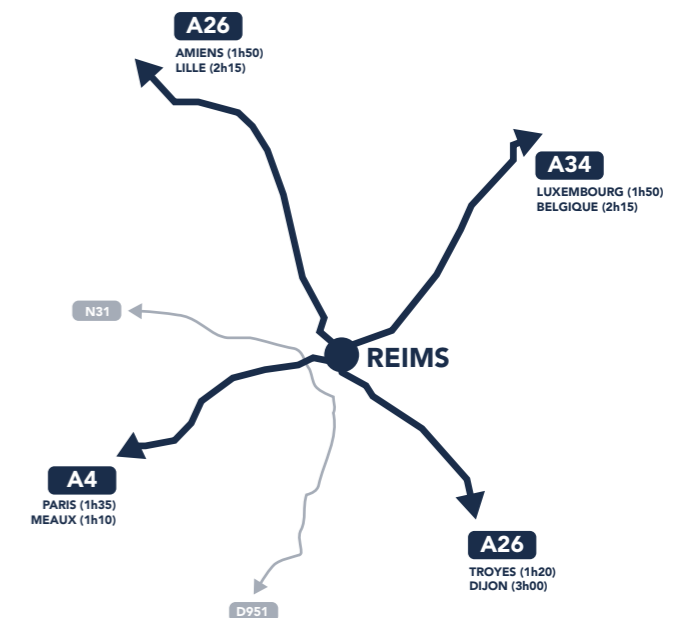 A26
AMIENS (1h50)
LILLE (2h15)
A34
LUXEMBOURG (1h50)
BELGIQUE (2h15)
N31
REIMS
A4
PARIS (1h35)
MEAUX (1h10)
A26
TROYES (1h20)
DIJON (3h00)
D951